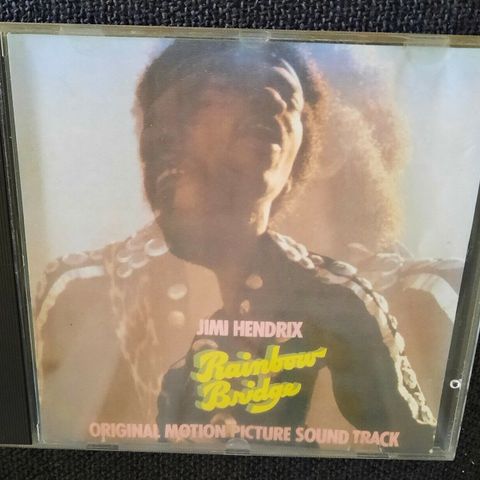 JIMI HENDRIX
Rainbow
Bridge
ORIGINAL MOTION PICTURE SOUND TRACK